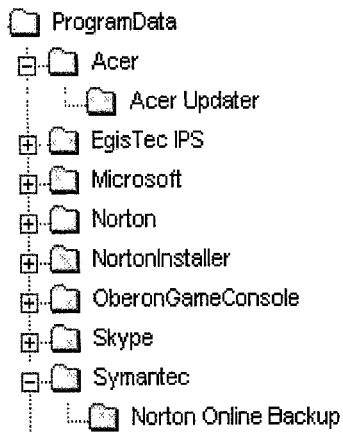 ProgramData
Acer
Acer Updater
EgisTec IPS
Microsoft
Norton
NortonInstaller
OberonGameConsole
Skype
Symantec
Norton Online Backup